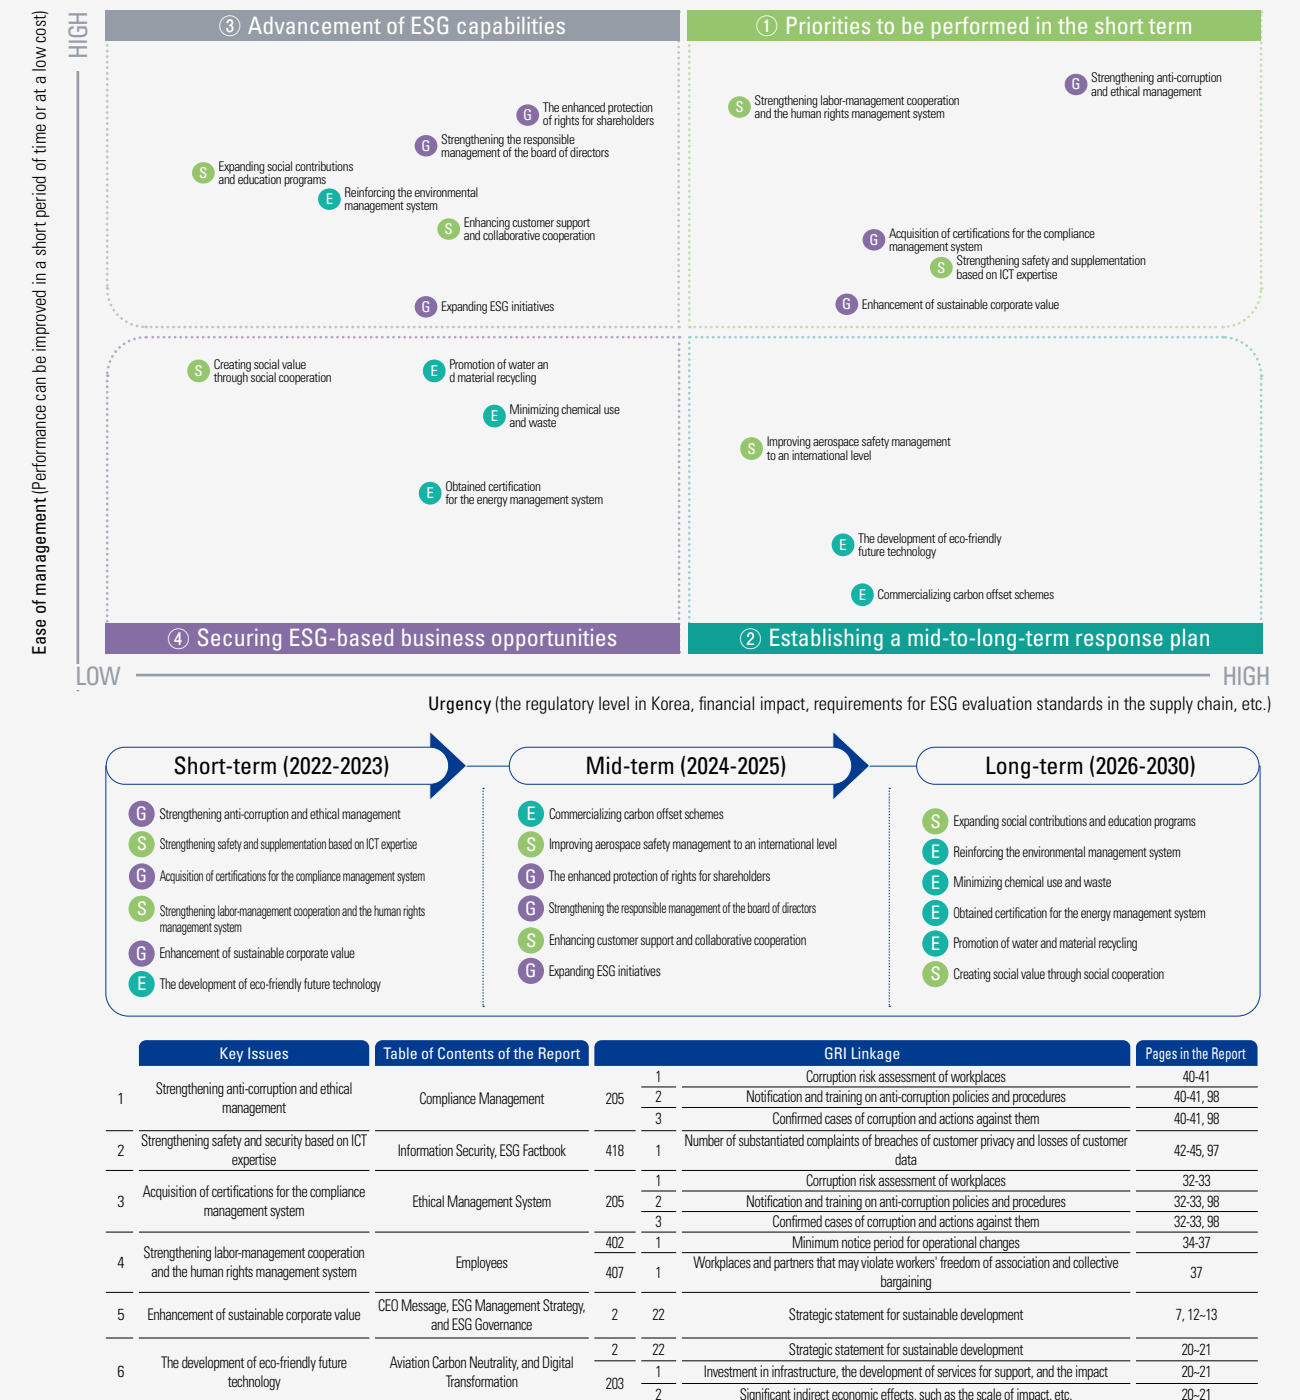 Ease of management (Performance can be improved in a short period of time or at a low cost)
HIGH
③ Advancement of ESG capabilities
① Priorities to be performed in the short term
G The enhanced protection
of rights for shareholders
G Strengthening the responsible
management of the board of directors
S Expanding social contributions
and education programs
E Reinforcing the environmental
management system
S Enhancing customer support
and collaborative cooperation
G Expanding ESG initiatives
G Strengthening anti-corruption
and ethical management
S Strengthening labor-management cooperation
and the human rights management system
G Acquisition of certifications for the compliance
management system
S Strengthening safety and supplementation
based on ICT expertise
G Enhancement of sustainable corporate value
S Creating social value
through social cooperation
E Promotion of water an
d material recycling
E Minimizing chemical use
and waste
E Obtained certification
for the energy management system
S Improving aerospace safety management
to an international level
E The development of eco-friendly
future technology
E Commercializing carbon offset schemes
④ Securing ESG-based business opportunities
② Establishing a mid-to-long-term response plan
LOW
HIGH
Urgency (the regulatory level in Korea, financial impact, requirements for ESG evaluation standards in the supply chain, etc.)
Short-term (2022-2023)
G Strengthening anti-corruption and ethical management
S Strengthening safety and supplementation based on ICT expertise
G Acquisition of certifications for the compliance management system
S Strengthening labor-management cooperation and the human rights
management system
G Enhancement of sustainable corporate value
E The development of eco-friendly future technology
Mid-term (2024-2025)
E Commercializing carbon offset schemes
S Improving aerospace safety management to an international level
G The enhanced protection of rights for shareholders
G Strengthening the responsible management of the board of directors
S Enhancing customer support and collaborative cooperation
G Expanding ESG initiatives
Long-term (2026-2030)
S Expanding social contributions and education programs
E Reinforcing the environmental management system
E Minimizing chemical use and waste
E Obtained certification for the energy management system
E Promotion of water and material recycling
S Creating social value through social cooperation
Key Issues Table of Contents of the Report GRI Linkage Pages in the Report
1 Strengthening anti-corruption and ethical
management
Compliance Management 205
1 Corruption risk assessment of workplaces 40-41
2 Notification and training on anti-corruption policies and procedures 40-41, 98
3 Confirmed cases of corruption and actions against them 40-41, 98
2 Strengthening safety and security based on ICT
expertise
Information Security, ESG Factbook 418 1
Number of substantiated complaints of breaches of customer privacy and losses of customer
data
42-45, 97
3 Acquisition of certifications for the compliance
management system
Ethical Management System 205
1 Corruption risk assessment of workplaces 32-33
2 Notification and training on anti-corruption policies and procedures 32-33, 98
3 Confirmed cases of corruption and actions against them 32-33, 98
4 Strengthening labor-management cooperation
and the human rights management system
Employees
402 1 Minimum notice period for operational changes 34-37
407 1 Workplaces and partners that may violate workers' freedom of association and collective
bargaining
37
5 Enhancement of sustainable corporate value
CEO Message, ESG Management Strategy,
and ESG Governance
2 22 Strategic statement for sustainable development 7, 12~13
6 The development of eco-friendly future
technology
Aviation Carbon Neutrality, and Digital
Transformation
2 22 Strategic statement for sustainable development 20~21
203 1 Investment in infrastructure, the development of services for support, and the impact 20~21
2 Significant indirect economic effects, such as the scale of impact, etc. 20~21